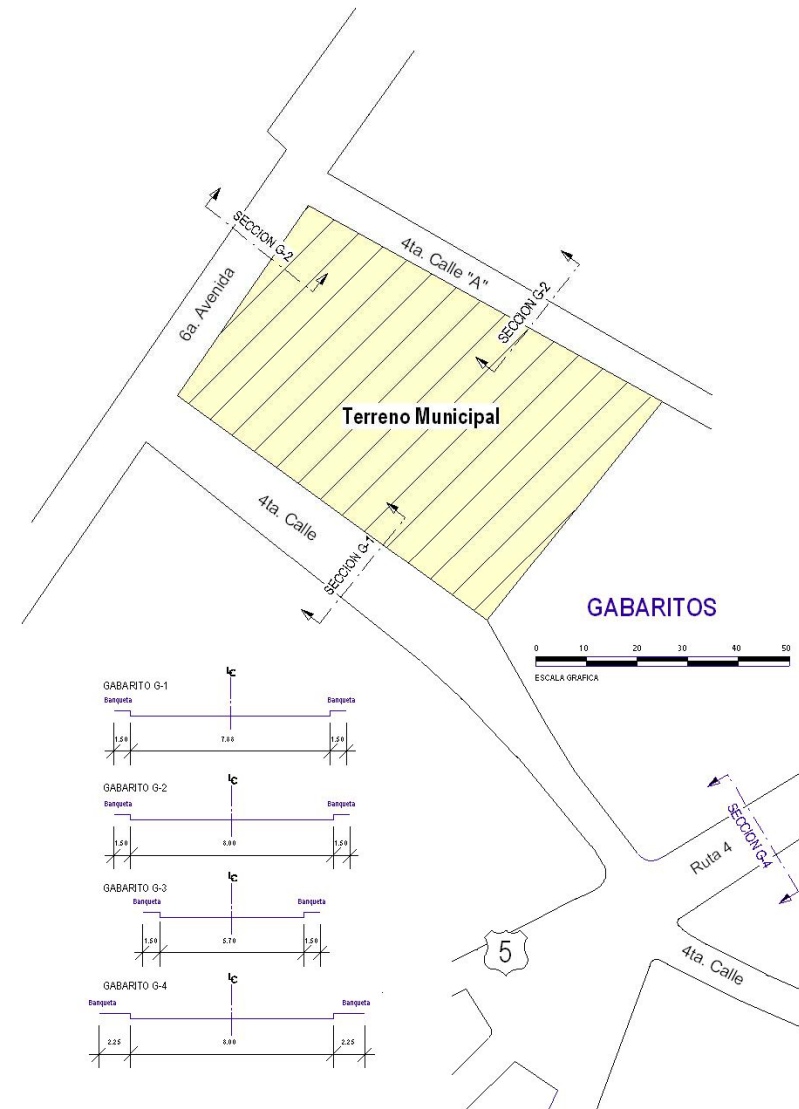 SECCION G-2
4ta. Calle "A"
6a. Avenida
SECCION G-2
Terreno Municipal
4ta. Calle
SECCION G-1
GABARITOS
0 10 20 30 40 50
ESCALA GRAFICA
GABARITO G-1
Banqueta Banqueta
1.50 1.50
GABARITO G-2
Banqueta Banqueta
1.50 8.00 1.50
GABARITO G-3
Banqueta Banqueta
1.50 5.70 1.50
GABARITO G-4
Banqueta Banqueta
2.25 8.00 2.25
SECCION G-4
Ruta 4
5
4ta. Calle